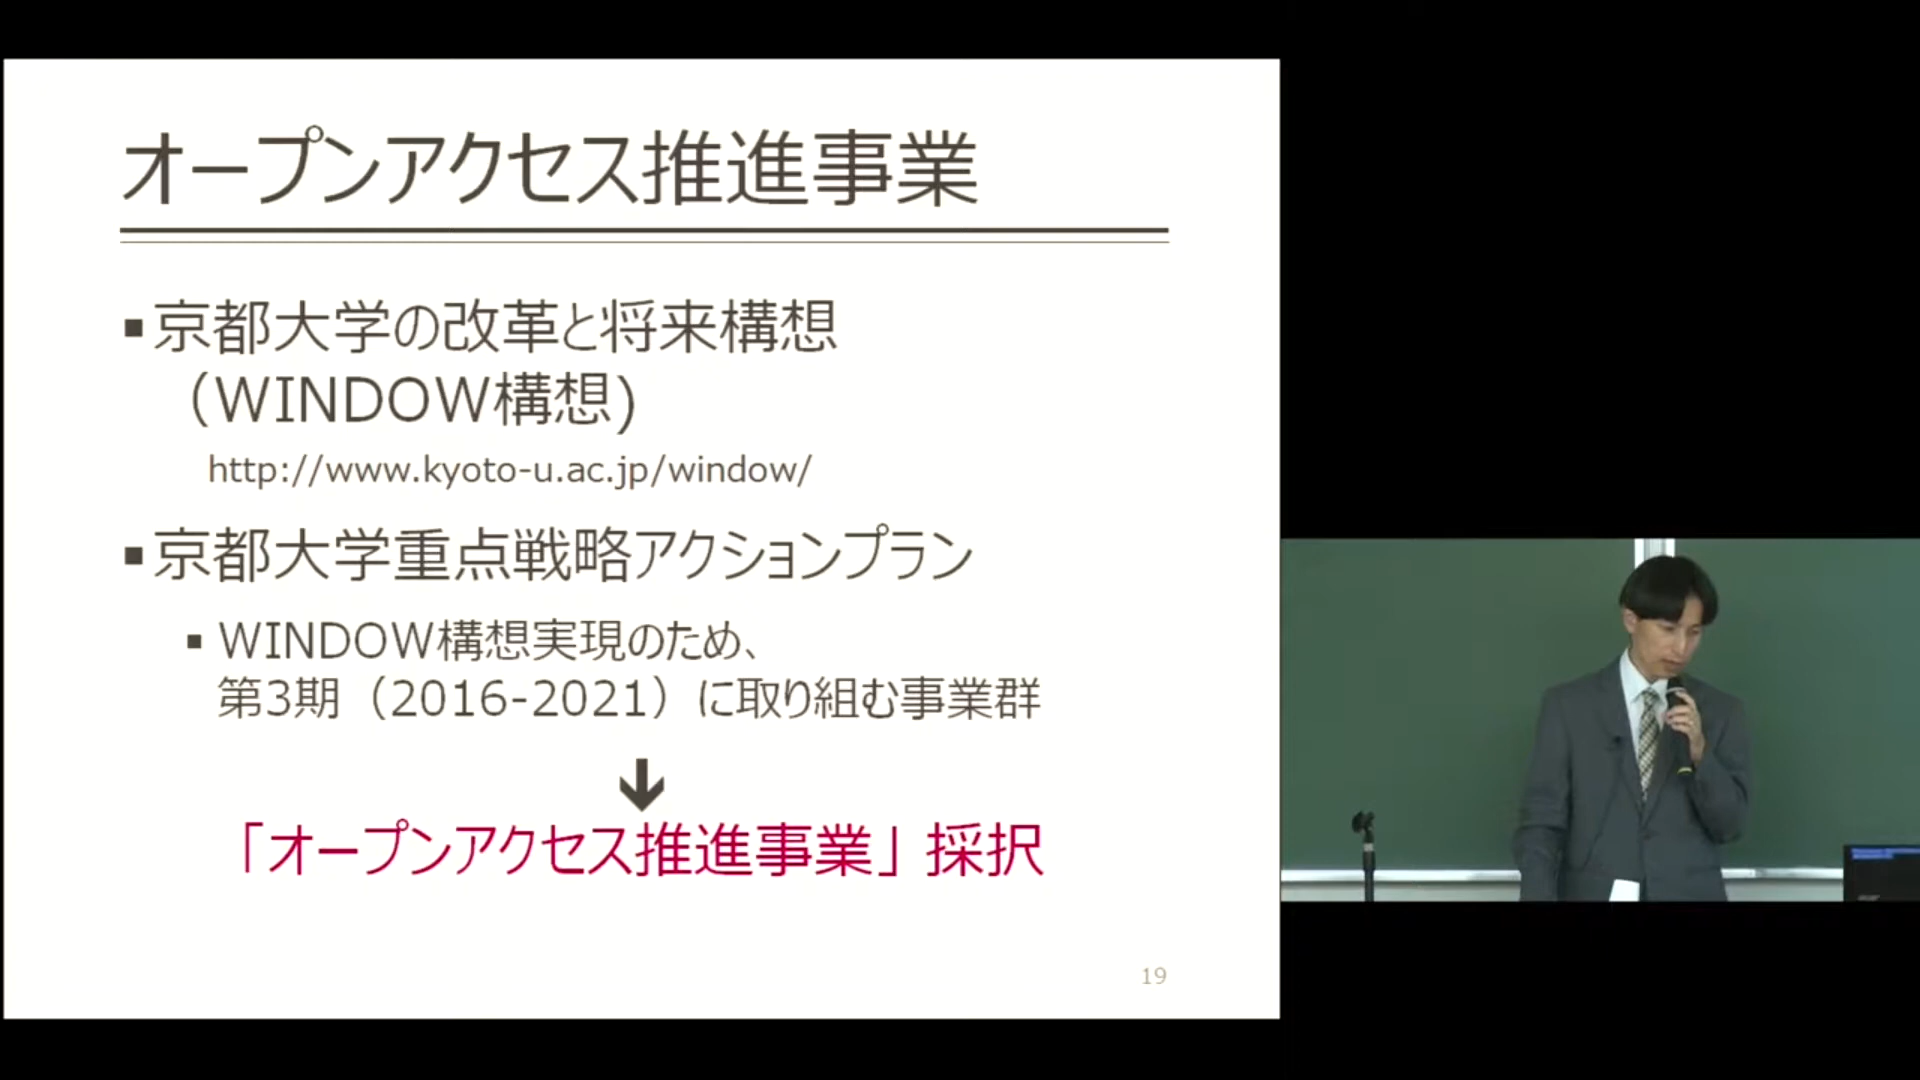 オープンアクセス推進事業
▪京都大学の改革と将来構想
（WINDOW構想)
http://www.kyoto-u.ac.jp/window/
▪京都大学重点戦略アクションプラン
▪ WINDOW構想実現のため、
第3期（2016-2021）に取り組む事業群
↓
「オープンアクセス推進事業」採択
19